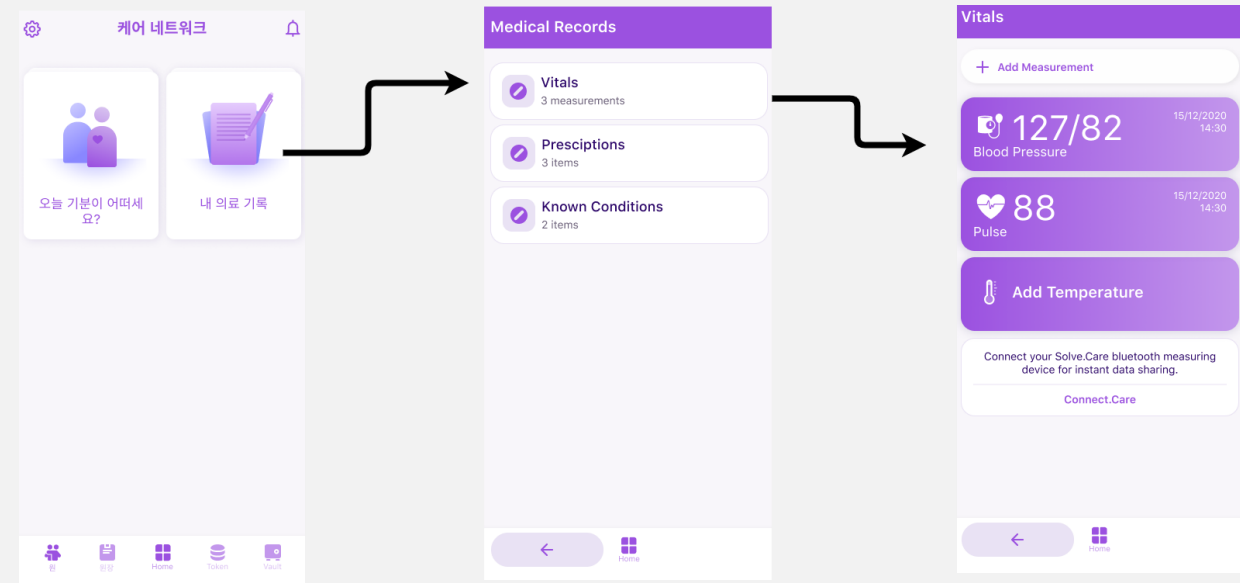 케어 네트워크
오늘 기분이 어떠세
요?
내 의료 기록
원
원장
Home
Token
Vault
Medical Records
Vitals
3 measurements
Presciptions
3 items
Known Conditions
2 items
Home
Vitals
+ Add Measurement
127/82
15/12/2020
14:30
Blood Pressure
88
15/12/2020
14:30
Pulse
Add Temperature
Connect your Solve.Care bluetooth measuring
device for instant data sharing.
Connect.Care
Home